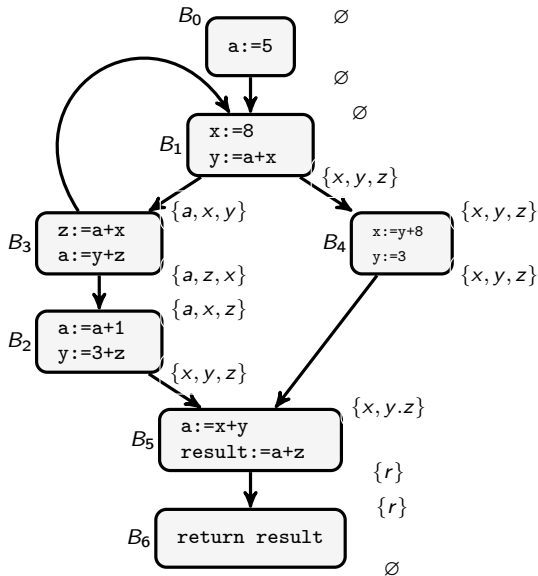 B₀
∅
a:=5
∅
∅
B₁
x:=8
y:=a+x
{x, y, z}
{a, x, y}
{x, y, z}
B₃
z:=a+x
a:=y+z
B₄
x:=y+8
y:=3
{a, z, x}
{x, y, z}
{a, x, z}
B₂
a:=a+1
y:=3+z
{x, y, z}
{x, y.z}
B₅
a:=x+y
result:=a+z
{r}
{r}
B₆
return result
∅